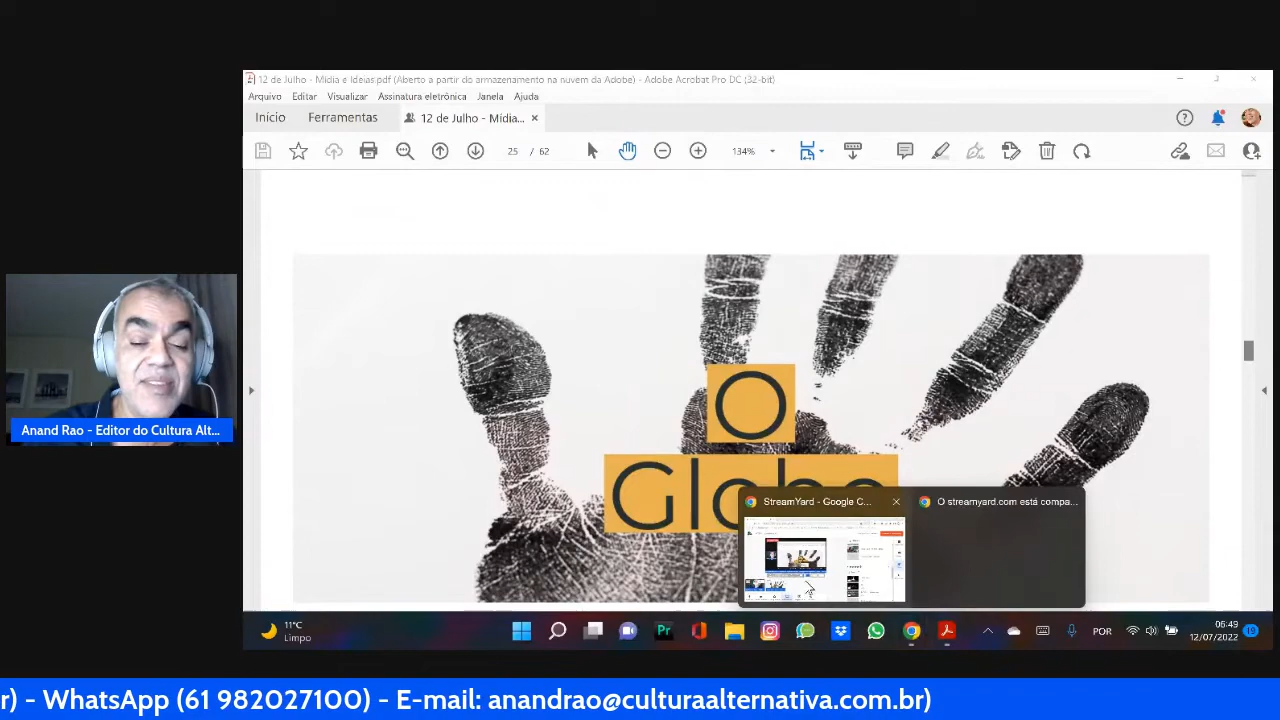 12 de Julho - Mídia e Ideias.pdf (Aberto a partir do armazenamento na nuvem da Adobe) - Adobe Acrobat Pro DC (32-bit)
Arquivo Editar Visualizar Assinatura eletrônica Janela Ajuda
Início Ferramentas 12 de Julho - Mídia... ×
25 / 62 134%
O
Globo
StreamYard - Google C... × O streamyard.com está compa...
Anand Rao - Editor do Cultura Alt...
11°C
Limpo
Pr
POR
06:49
12/07/2022
19
r) - WhatsApp (61 982027100) - E-mail: anandrao@culturaalternativa.com.br)